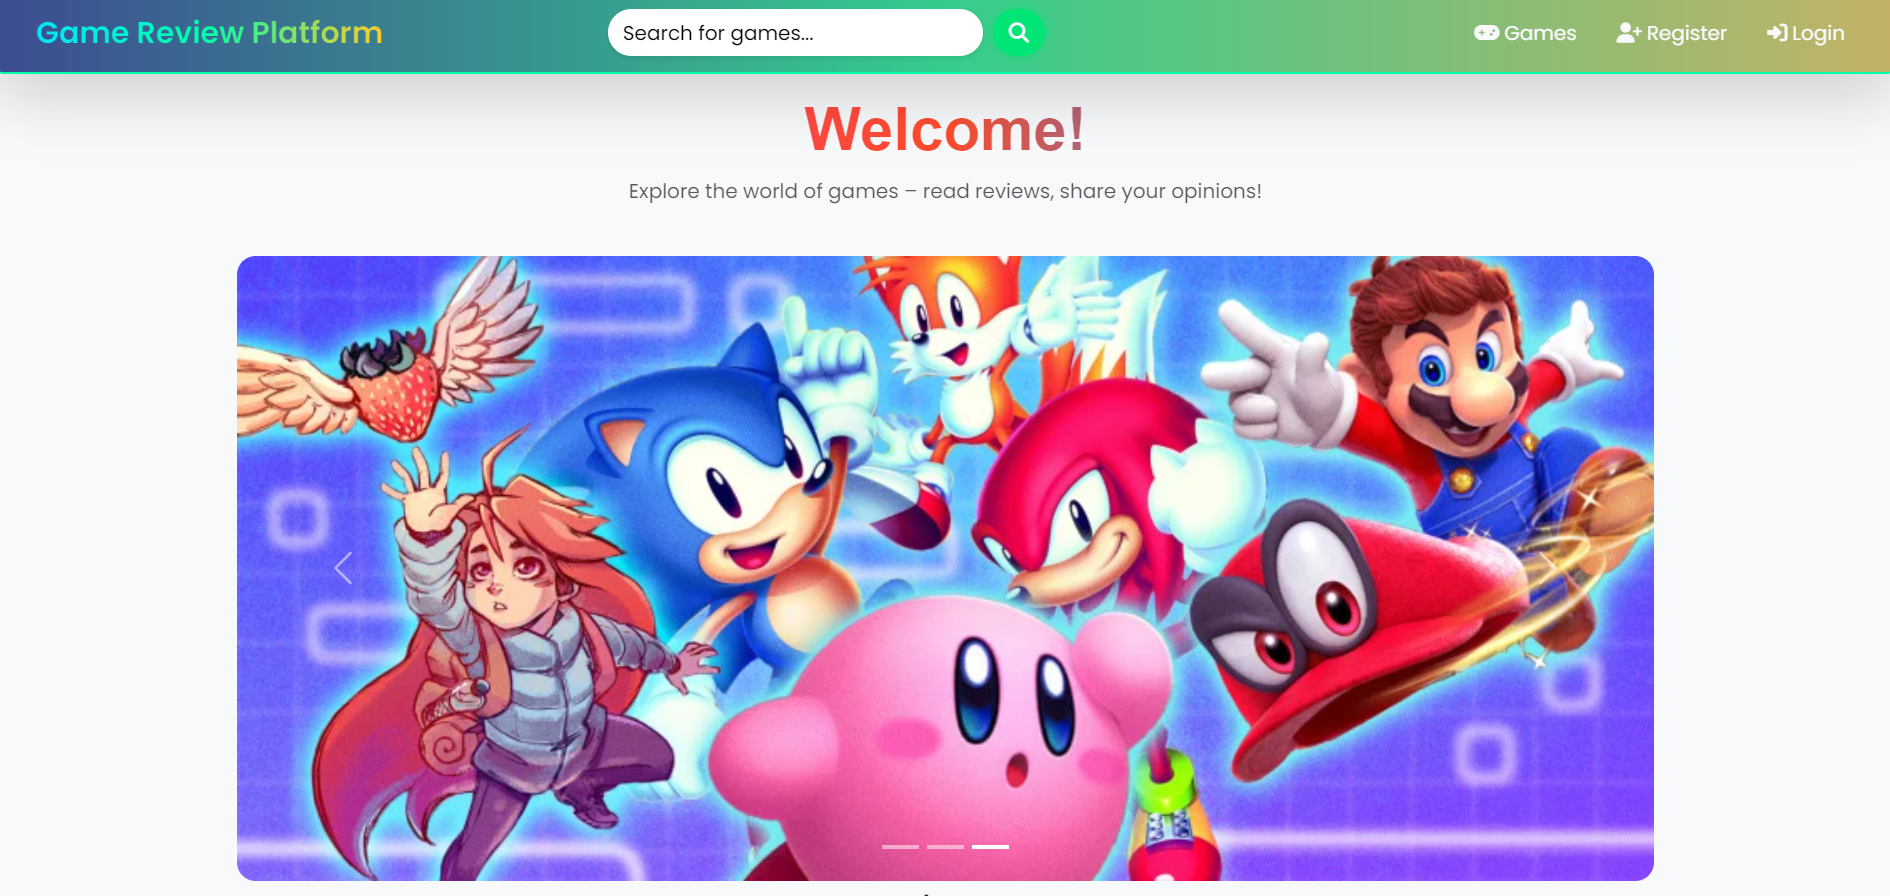 Game Review Platform
Search for games...
Games
Register
Login
Welcome!
Explore the world of games – read reviews, share your opinions!